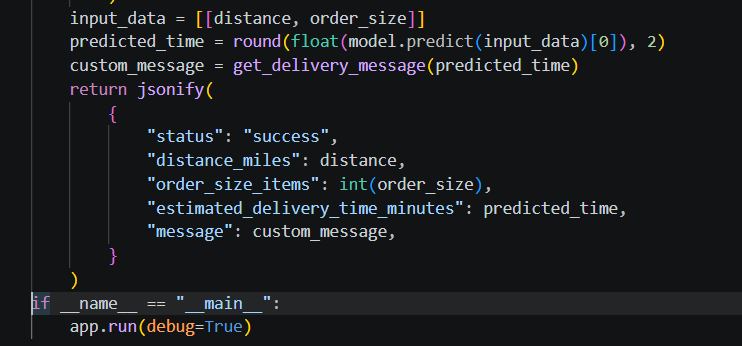 input_data = [[distance, order_size]]
predicted_time = round(float(model.predict(input_data)[0]), 2)
custom_message = get_delivery_message(predicted_time)
return jsonify(
{
"status": "success",
"distance_miles": distance,
"order_size_items": int(order_size),
"estimated_delivery_time_minutes": predicted_time,
"message": custom_message,
}
)
if __name__ == "__main__":
app.run(debug=True)